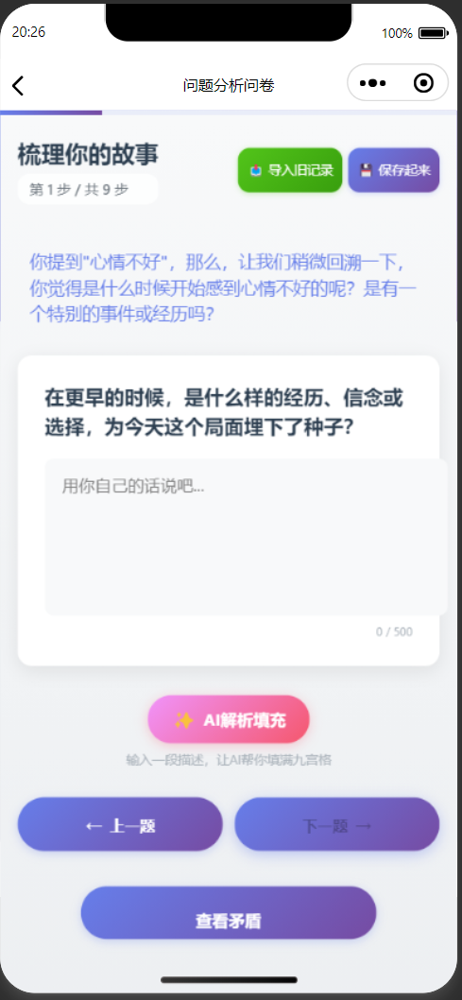 20:26
100%
问题分析问卷
梳理你的故事
第 1 步 / 共 9 步
导入旧记录
保存起来
你提到"心情不好"，那么，让我们稍微回溯一下，
你觉得是什么时候开始感到心情不好的呢？是有一
个特别的事件或经历吗？
在更早的时候，是什么样的经历、信念或
选择，为今天这个局面埋下了种子？
用你自己的话说吧...
0 / 500
✨ AI解析填充
输入一段描述，让AI帮你填满九宫格
← 上一题
下一题 →
查看矛盾